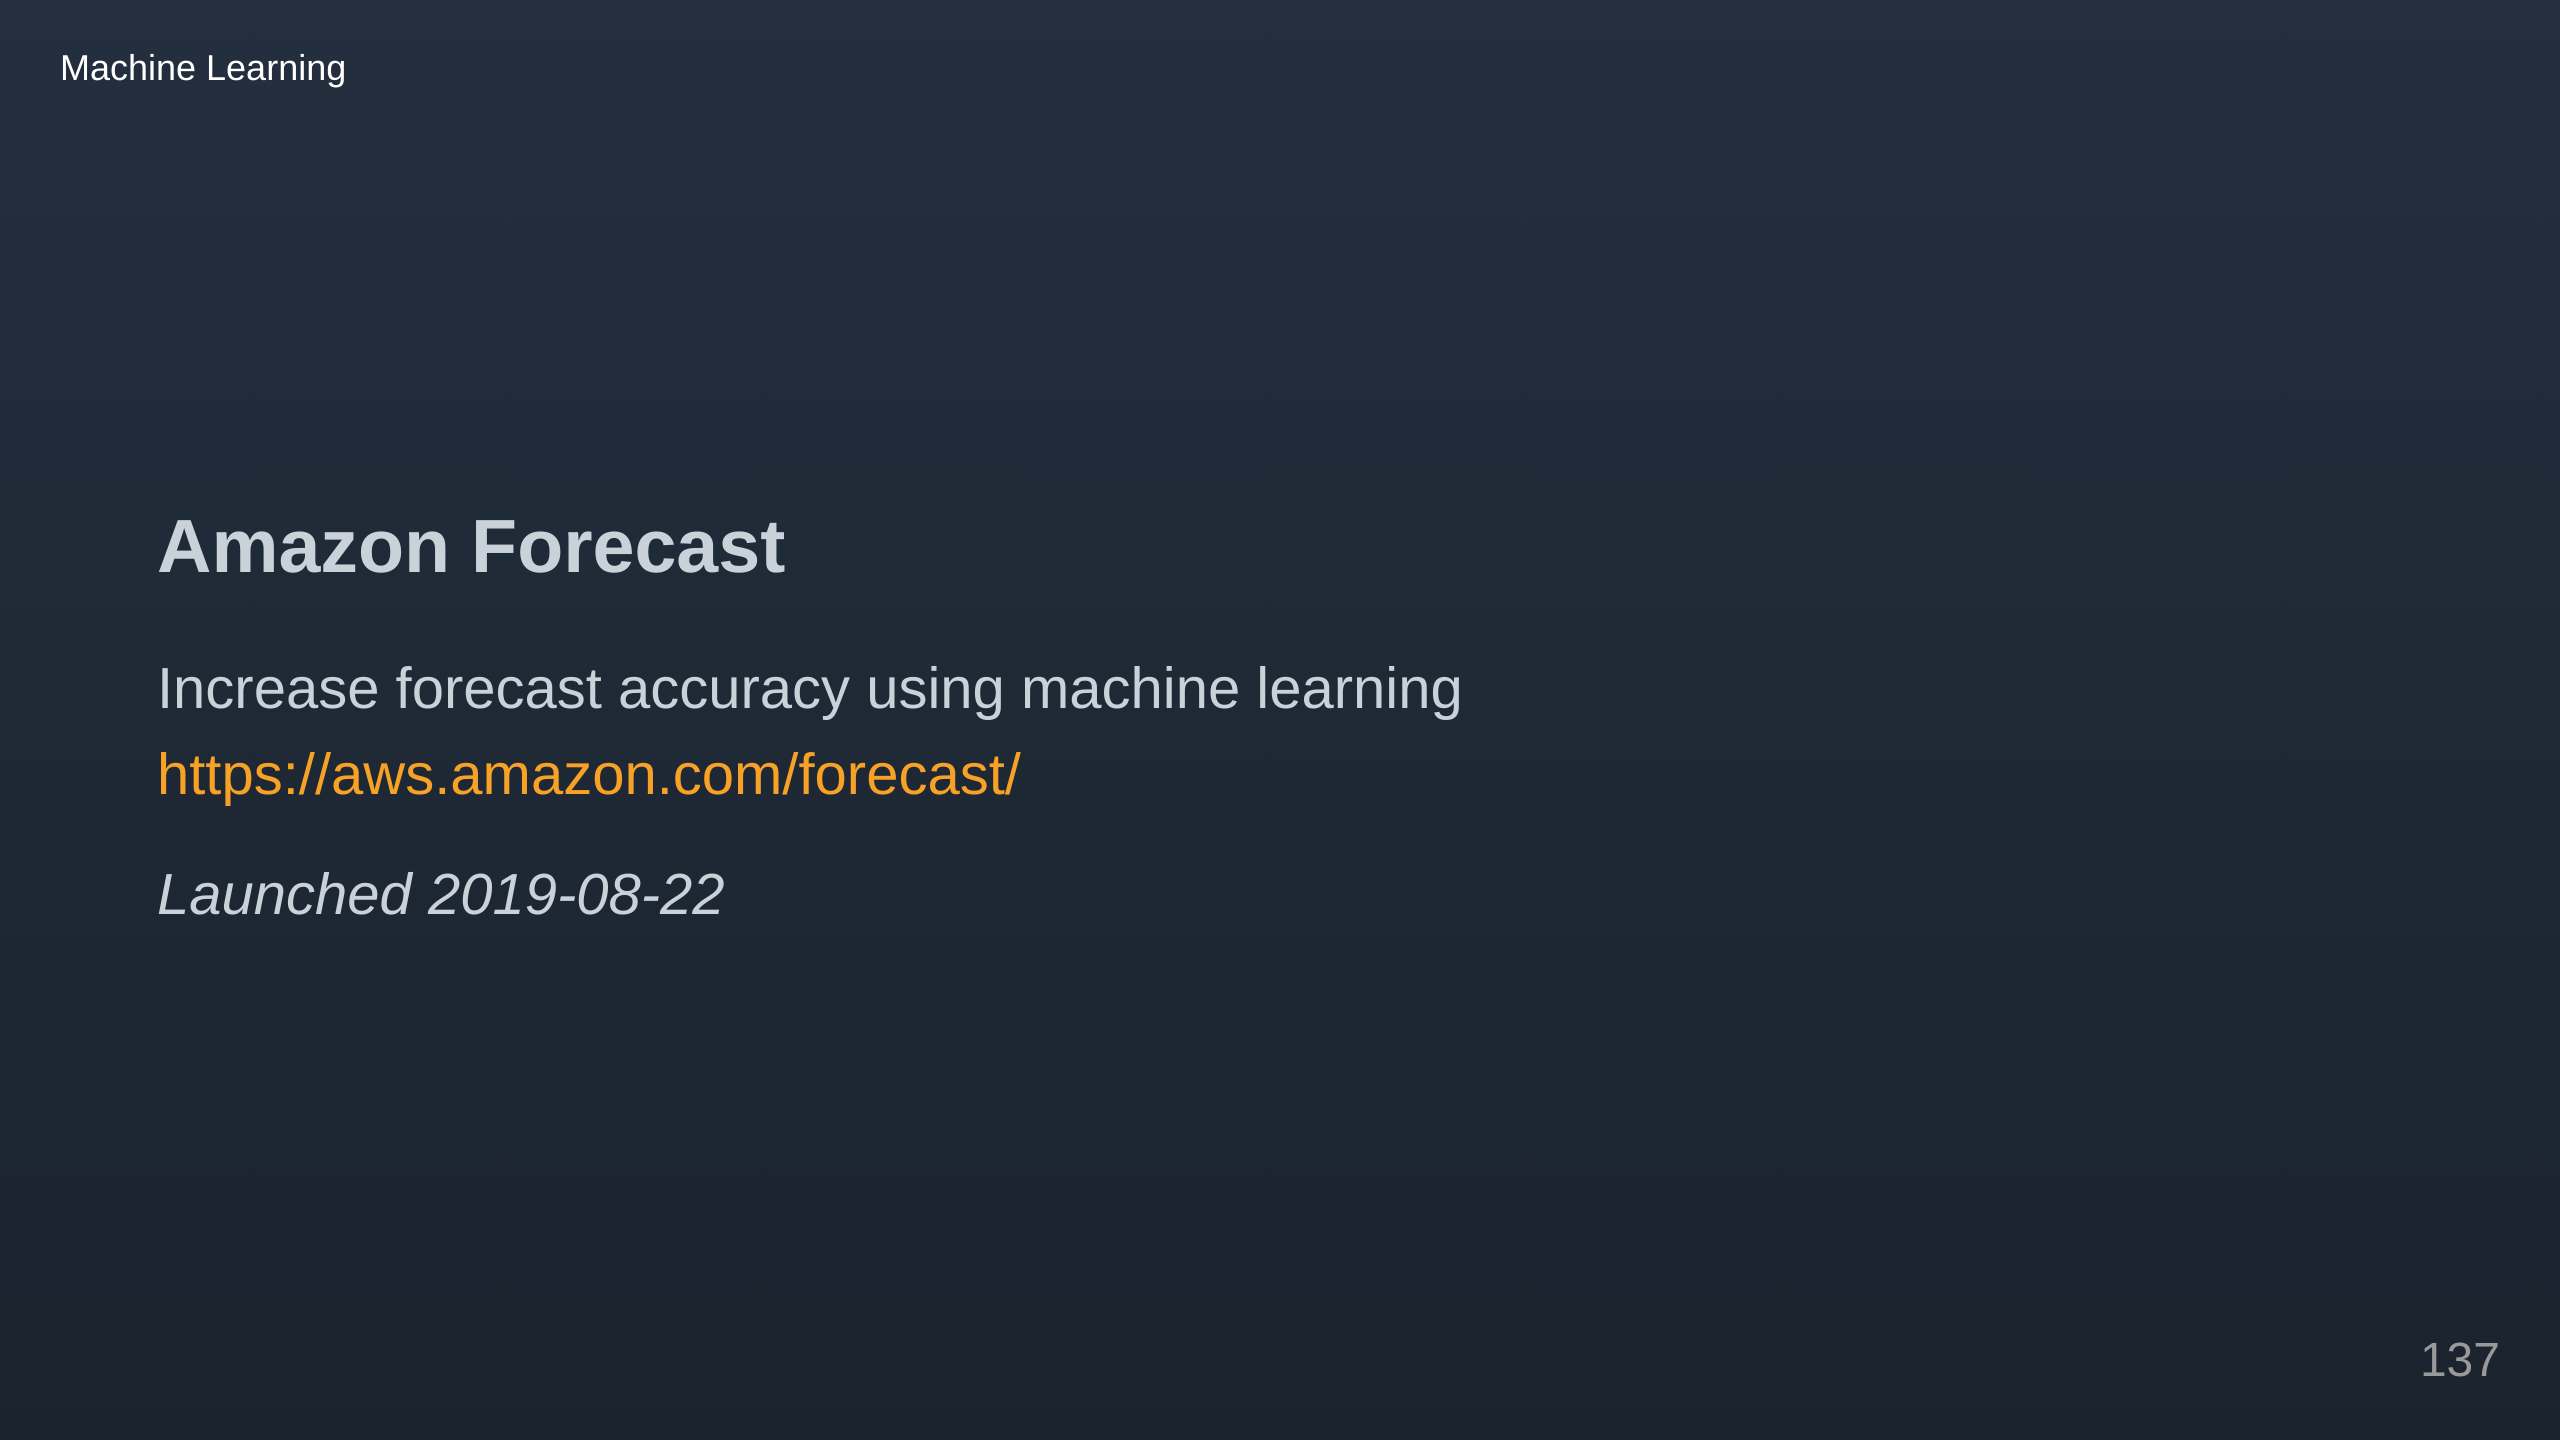 Machine Learning
Amazon Forecast
Increase forecast accuracy using machine learning
https://aws.amazon.com/forecast/
Launched 2019-08-22
137